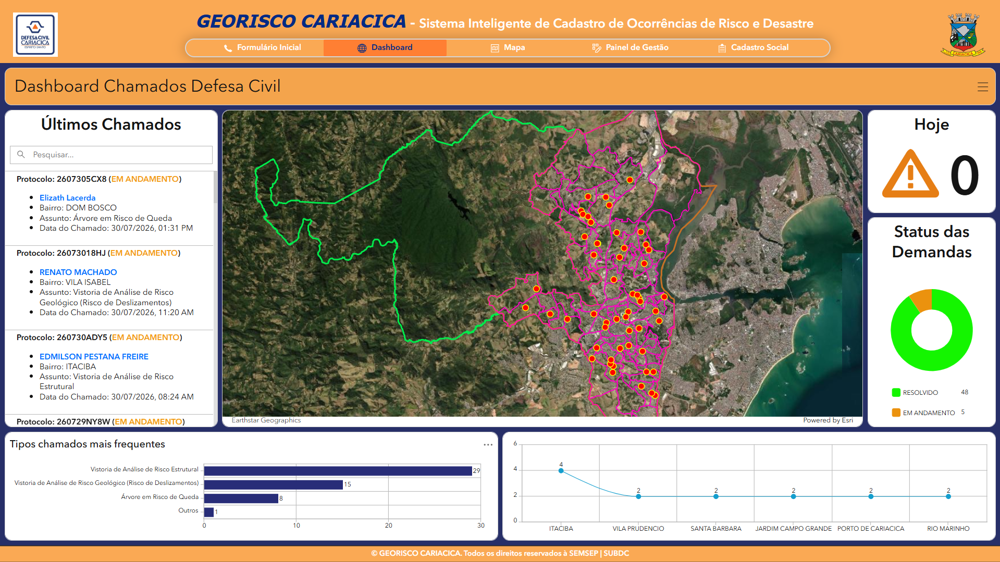 DEFESA CIVIL
CARIACICA
ESPÍRITO SANTO
GEORISCO CARIACICA - Sistema Inteligente de Cadastro de Ocorrências de Risco e Desastre
Formulário Inicial
Dashboard
Mapa
Painel de Gestão
Cadastro Social
CARIACICA
Dashboard Chamados Defesa Civil
Últimos Chamados
Pesquisar...
Protocolo: 2607305CX8 (EM ANDAMENTO)
Elizath Lacerda
Bairro: DOM BOSCO
Assunto: Árvore em Risco de Queda
Data do Chamado: 30/07/2026, 01:31 PM
Protocolo: 26073018HJ (EM ANDAMENTO)
RENATO MACHADO
Bairro: VILA ISABEL
Assunto: Vistoria de Análise de Risco
Geológico (Risco de Deslizamentos)
Data do Chamado: 30/07/2026, 11:20 AM
Protocolo: 260730ADY5 (EM ANDAMENTO)
EDMILSON PESTANA FREIRE
Bairro: ITACIBA
Assunto: Vistoria de Análise de Risco
Estrutural
Data do Chamado: 30/07/2026, 08:24 AM
Protocolo: 260729NY8W (EM ANDAMENTO)
Earthstar Geographics
Powered by Esri
Hoje
0
Status das
Demandas
RESOLVIDO 48
EM ANDAMENTO 5
Tipos chamados mais frequentes
Vistoria de Análise de Risco Estrutural 29
Vistoria de Análise de Risco Geológico (Risco de Deslizamentos) 15
Árvore em Risco de Queda 8
Outros 1
0 10 20 30
6
4
2
0
4 2 2 2 2 2
ITACIBA VILA PRUDENCIO SANTA BARBARA JARDIM CAMPO GRANDE PORTO DE CARIACICA RIO MARINHO
© GEORISCO CARIACICA. Todos os direitos reservados à SEMSEP | SUBDC